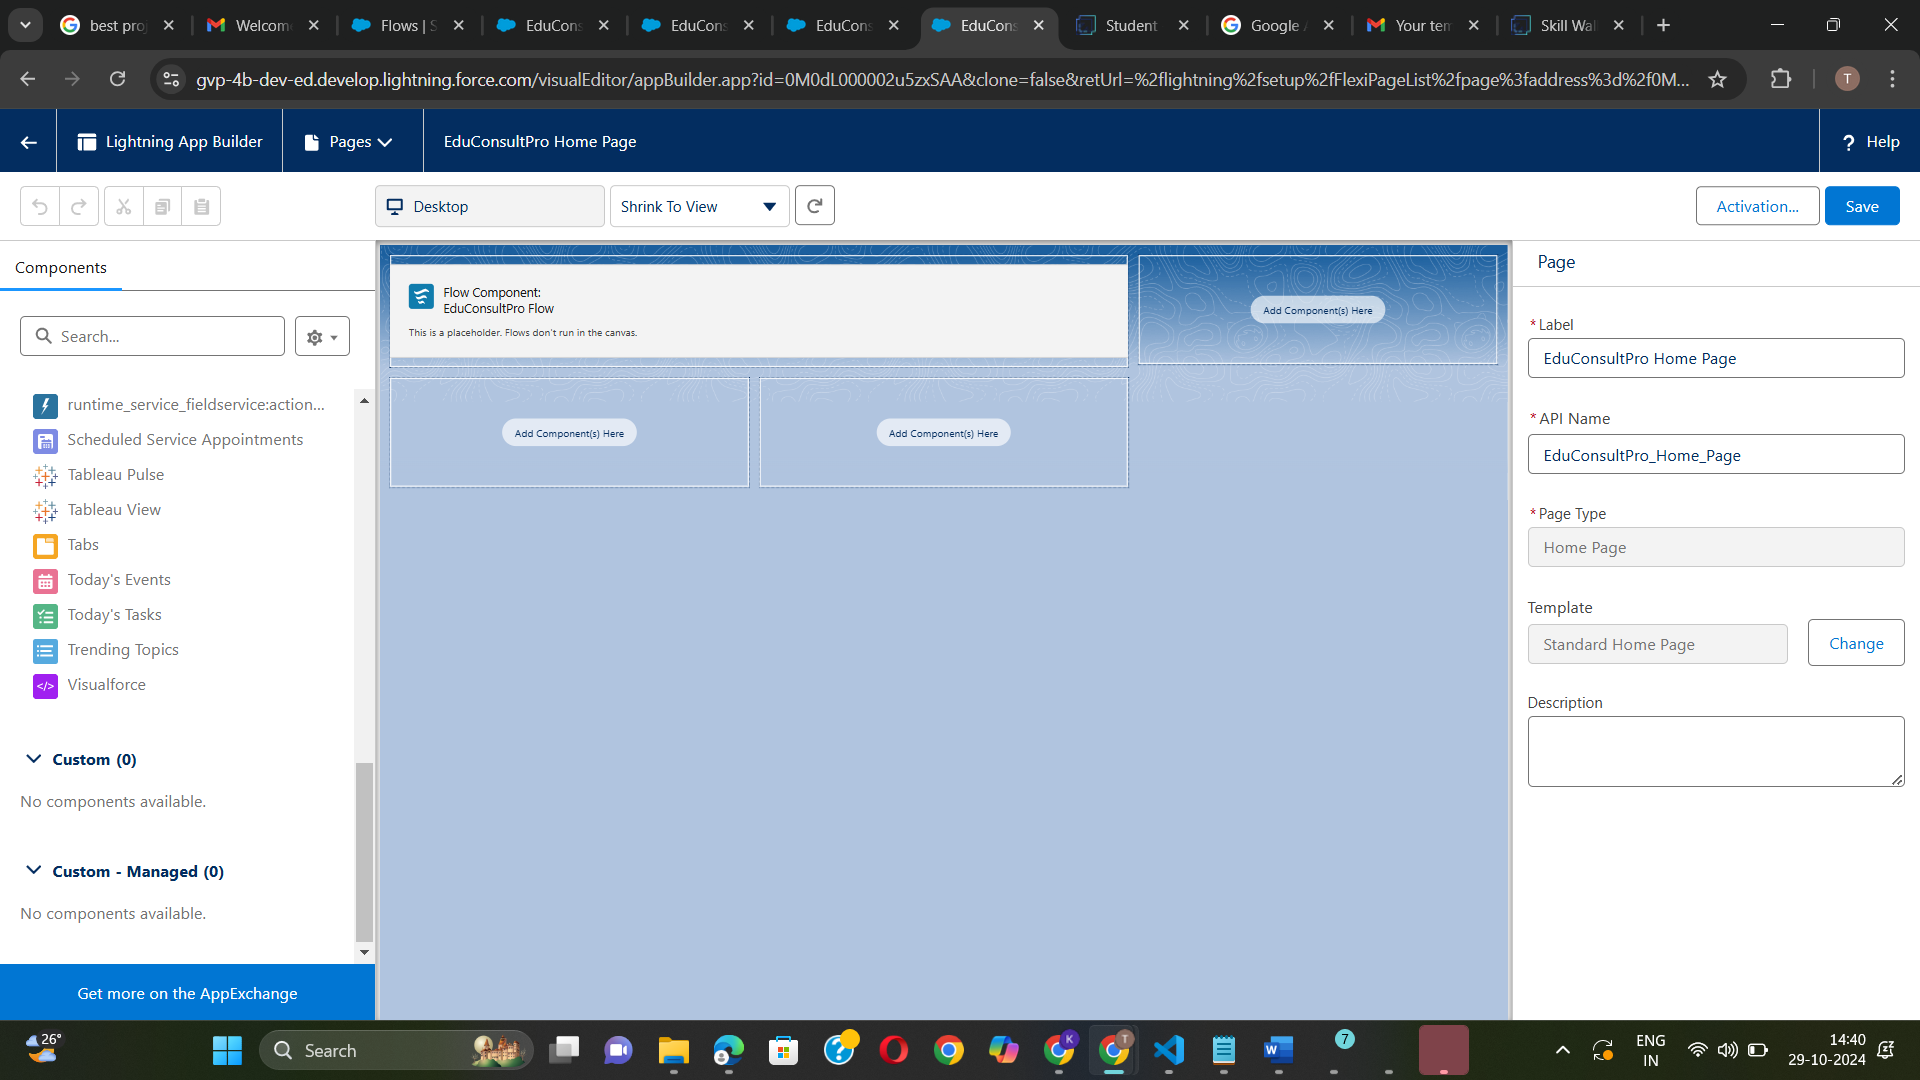 best proj
Welcome
Flows | S
EduCons
EduCons
EduCons
EduCons
Student
Google A
Your tem
Skill Wal
gvp-4b-dev-ed.develop.lightning.force.com/visualEditor/appBuilder.app?id=0M0dL000002u5zxSAA&clone=false&retUrl=%2flightning%2fsetup%2fFlexiPageList%2fpage%3faddress%3d%2f0M...
T
Lightning App Builder
Pages
EduConsultPro Home Page
? Help
Desktop
Shrink To View
Activation...
Save
Components
Search...
runtime_service_fieldservice:action...
Scheduled Service Appointments
Tableau Pulse
Tableau View
Tabs
Today's Events
Today's Tasks
Trending Topics
Visualforce
Custom (0)
No components available.
Custom - Managed (0)
No components available.
Get more on the AppExchange
Flow Component:
EduConsultPro Flow
This is a placeholder. Flows don't run in the canvas.
Add Component(s) Here
Add Component(s) Here
Add Component(s) Here
Page
*Label
EduConsultPro Home Page
*API Name
EduConsultPro_Home_Page
*Page Type
Home Page
Template
Standard Home Page
Change
Description
26°
Search
K
T
7
ENG
IN
14:40
29-10-2024